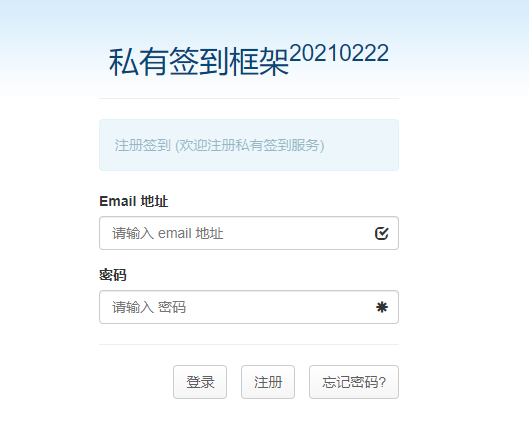 私有签到框架20210222
注册签到 (欢迎注册私有签到服务)
Email 地址
请输入 email 地址
密码
请输入 密码
登录 注册 忘记密码?